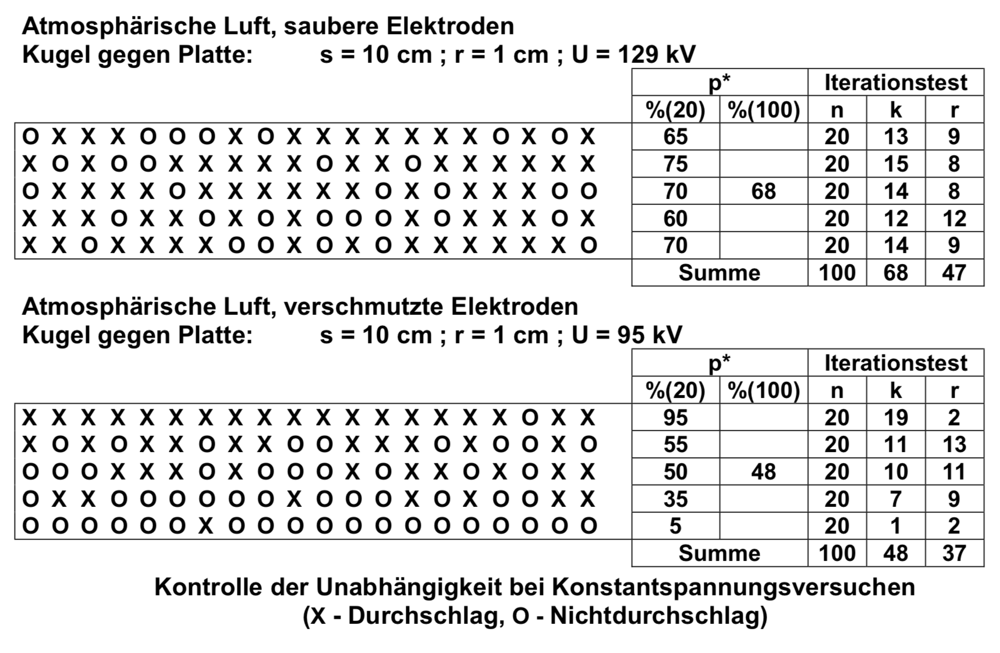 Atmosphärische Luft, saubere Elektroden
Kugel gegen Platte: s = 10 cm ; r = 1 cm ; U = 129 kV
p* Iterationstest
%(20) %(100) n k r
O X X X O O O X O X X X X X X X O X O X 65 20 13 9
X O X O O X X X X X O X X O X X X X X X 75 20 15 8
O X X X X O X X X X X X O X O X X X O O 70 68 20 14 8
X X X O X X O X O X O O O X O X X X O X 60 20 12 12
X X O X X X X O O X O X O X X X X X X O 70 20 14 9
Summe 100 68 47
Atmosphärische Luft, verschmutzte Elektroden
Kugel gegen Platte: s = 10 cm ; r = 1 cm ; U = 95 kV
p* Iterationstest
%(20) %(100) n k r
X X X X X X X X X X X X X X X X X O X X 95 20 19 2
X O X O X X O X X O O X X X O X O O X O 55 20 11 13
O O O X X X O X O O O X O X X O X O X X 50 48 20 10 11
O X X O O O O O O X O O O X O X O O X X 35 20 7 9
O O O O O O X O O O O O O O O O O O O O 5 20 1 2
Summe 100 48 37
Kontrolle der Unabhängigkeit bei Konstantspannungsversuchen
(X - Durchschlag, O - Nichtdurchschlag)